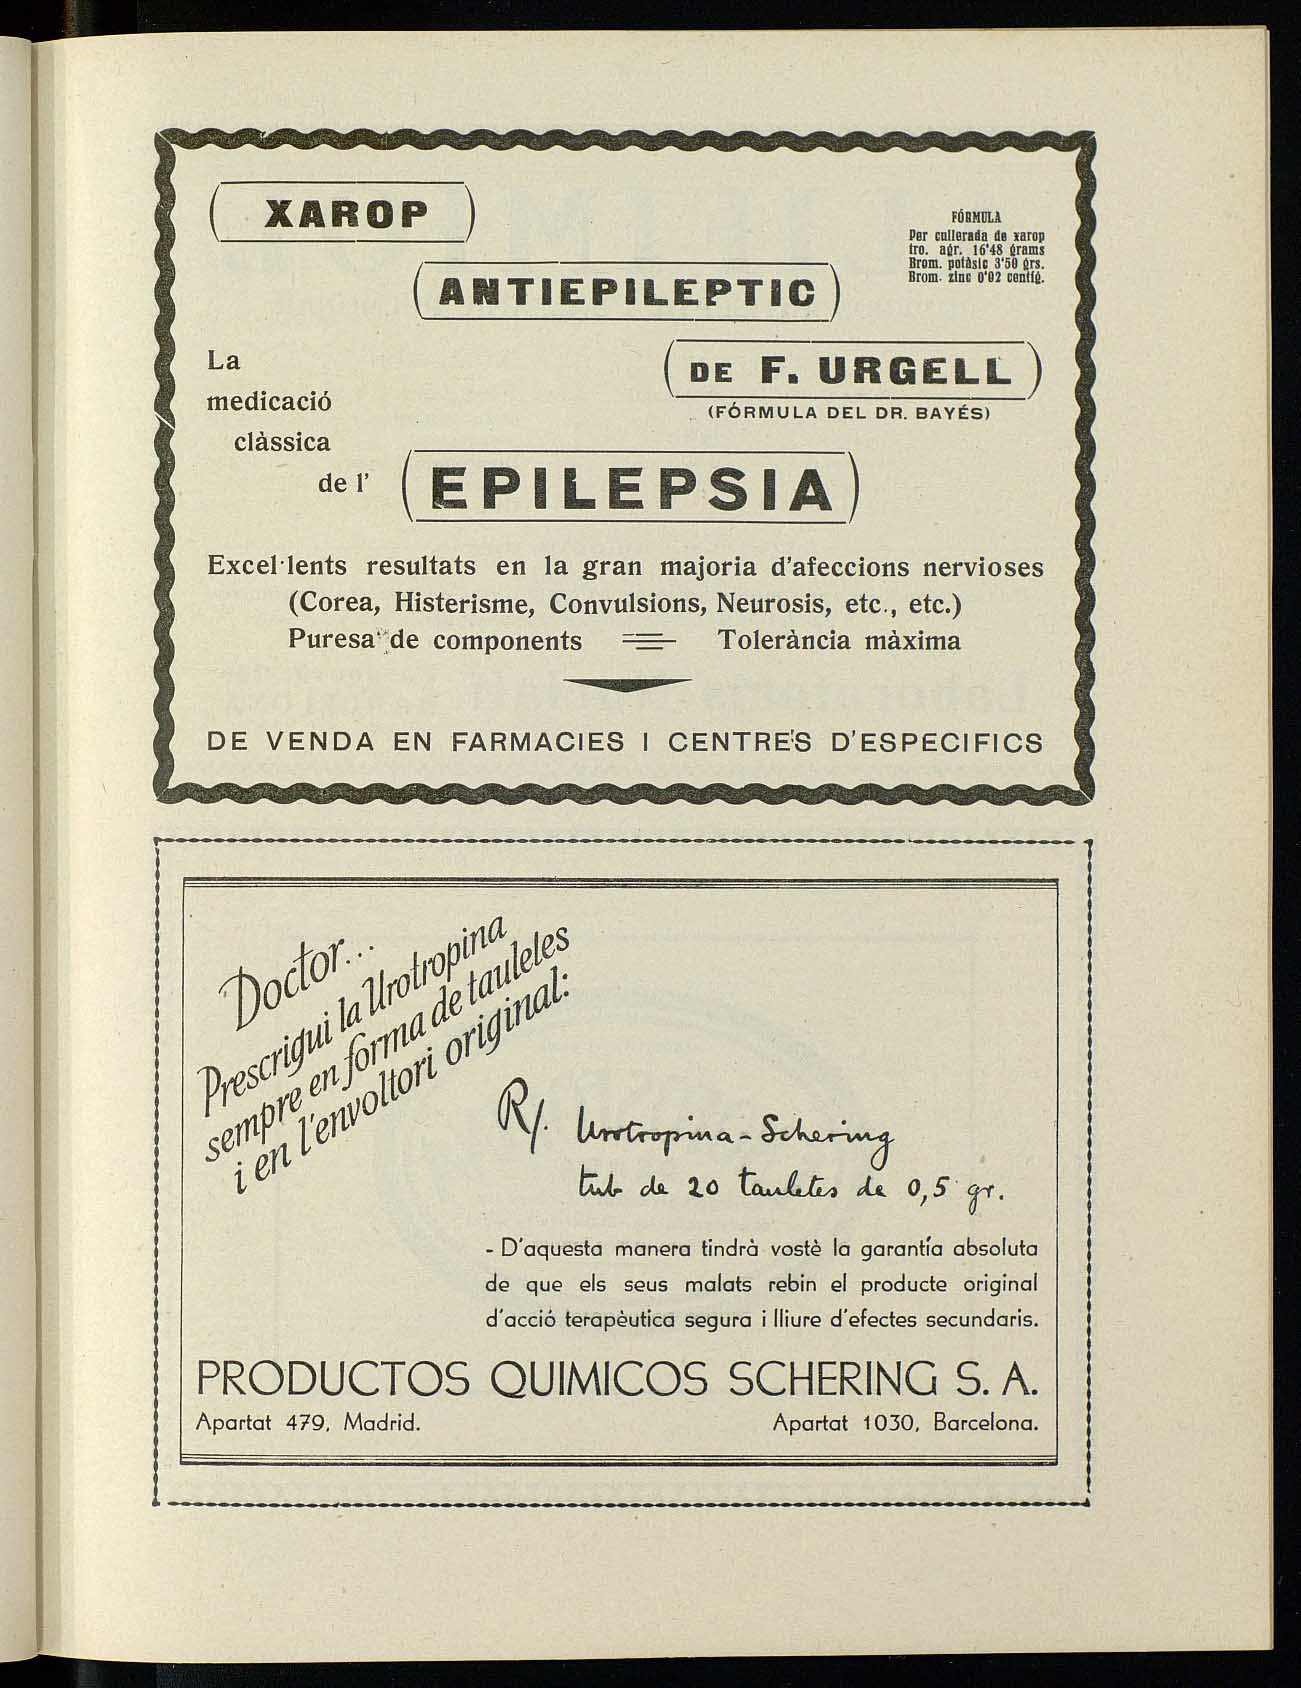 XAROP
ANTIEPILEPTIC
DE F. URGELL
(FÓRMULA DEL DR. BAYÉS)
FÓRMULA
Per cullerada de xarop
tro. agr. 16'48 grams
Brom. potàsic 3'50 grs.
Brom. zinc 0'02 centíg.
La
medicació
clàssica
de l'
EPILEPSIA
Excel·lents resultats en la gran majoria d'afeccions nervioses
(Corea, Histerisme, Convulsions, Neurosis, etc., etc.)
Puresa de components Tolerància màxima
DE VENDA EN FARMACIES I CENTRES D'ESPECIFICS
Doctor...
Prescrigui la Urotropina
sempre en forma de tauletes
i en l'envoltori original:
R/. Urotropina - Schering
tub de 20 tauletes de 0,5 gr.
- D'aquesta manera tindrà vostè la garantía absoluta
de que els seus malats rebin el producte original
d'acció terapèutica segura i lliure d'efectes secundaris.
PRODUCTOS QUIMICOS SCHERING S. A.
Apartat 479, Madrid. Apartat 1030, Barcelona.